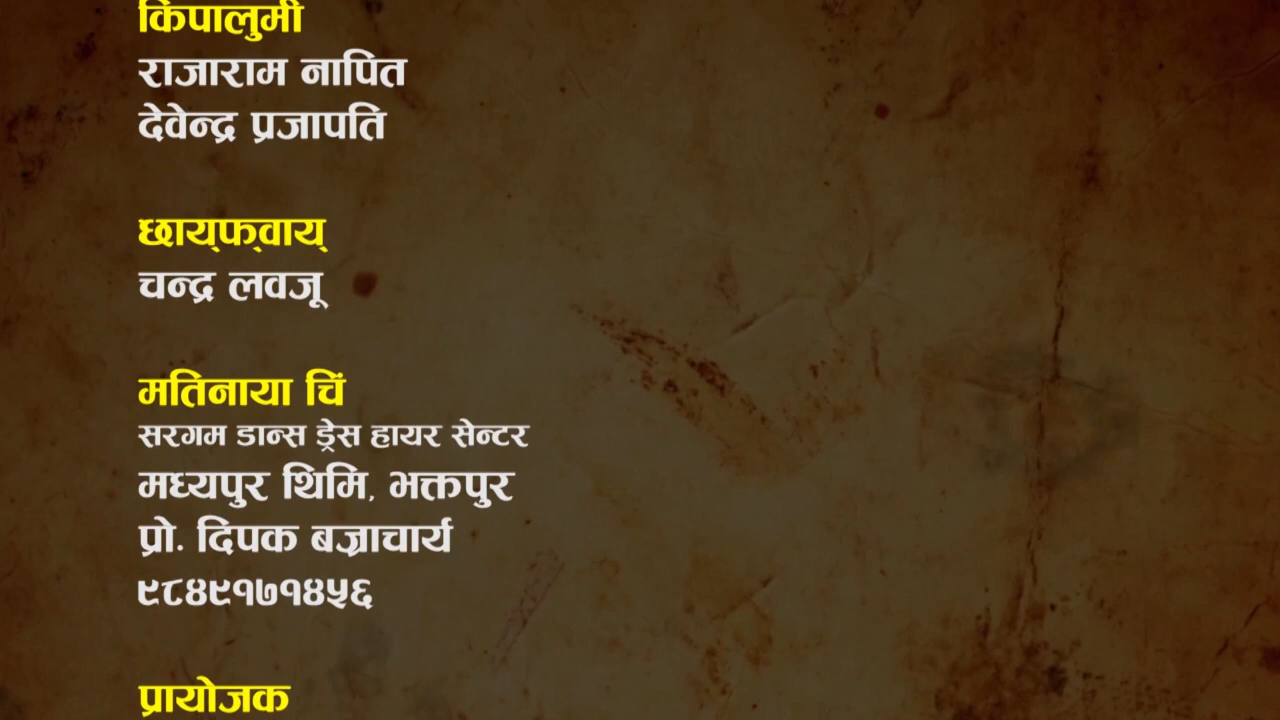 किपालुमी
राजाराम नापित
देवेन्द्र प्रजापति
छाय्फ्वाय्
चन्द्र लवजू
मतिनाया चिं
सरगम डान्स ड्रेस हायर सेन्टर
मध्यपुर थिमि, भक्तपुर
प्रो. दिपक बज्राचार्य
९८४९१७१४५६
प्रायोजक